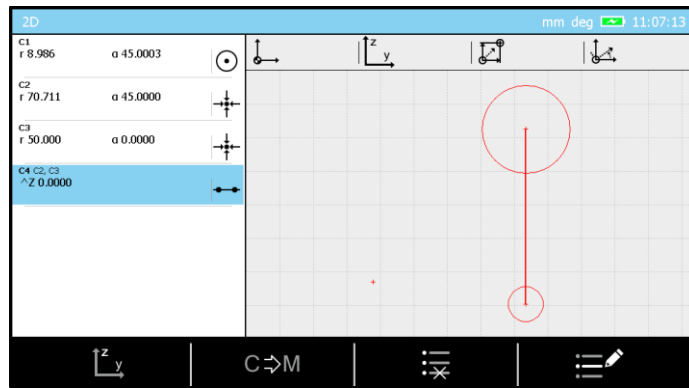 2D
mm deg 11:07:13
C1
r 8.986 α 45.0003
C2
r 70.711 α 45.0000
C3
r 50.000 α 0.0000
C4 C2, C3
^Z 0.0000
z
y
z
y
C⇨M